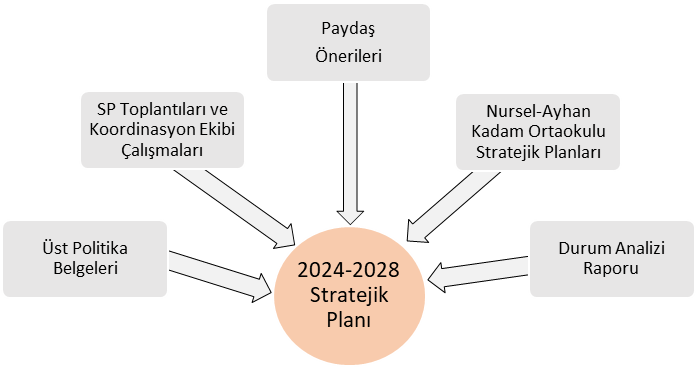 Paydaş
Önerileri
SP Toplantıları ve
Koordinasyon Ekibi
Çalışmaları
Nursel-Ayhan
Kadam Ortaokulu
Stratejik Planları
Üst Politika
Belgeleri
2024-2028
Stratejik
Planı
Durum Analizi
Raporu